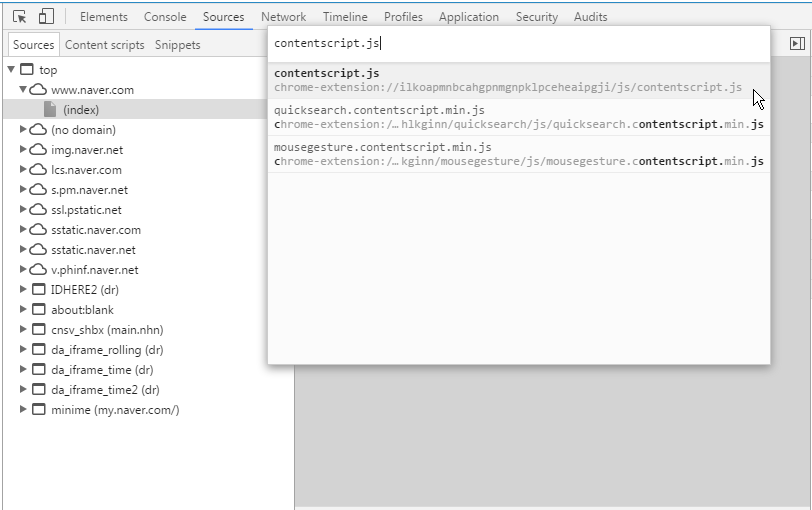 Elements Console Sources Network Timeline Profiles Application Security Audits
Sources Content scripts Snippets
top
www.naver.com
(index)
(no domain)
img.naver.net
lcs.naver.com
s.pm.naver.net
ssl.pstatic.net
sstatic.naver.com
sstatic.naver.net
v.phinf.naver.net
IDHERE2 (dr)
about:blank
cnsv_shbx (main.nhn)
da_iframe_rolling (dr)
da_iframe_time (dr)
da_iframe_time2 (dr)
minime (my.naver.com/)
contentscript.js
contentscript.js
chrome-extension://ilkoapmnbcahgpnmgnpklpceheaipgji/js/contentscript.js
quicksearch.contentscript.min.js
chrome-extension:/…hlkginn/quicksearch/js/quicksearch.contentscript.min.js
mousegesture.contentscript.min.js
chrome-extension:/…kginn/mousegesture/js/mousegesture.contentscript.min.js